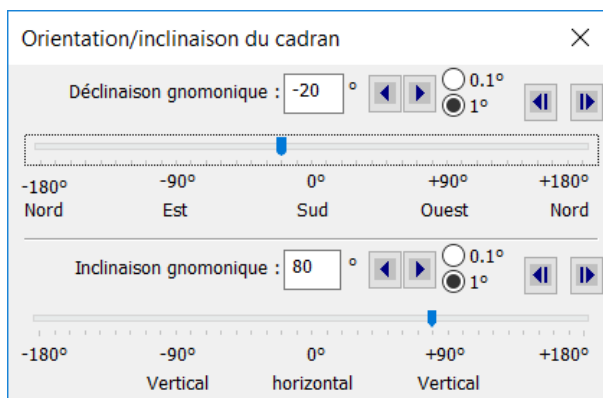 Orientation/inclinaison du cadran
Déclinaison gnomonique : -20 ° 0.1°
1°
-180° -90° 0° +90° +180°
Nord Est Sud Ouest Nord
Inclinaison gnomonique : 80 ° 0.1°
1°
-180° -90° 0° +90° +180°
Vertical horizontal Vertical